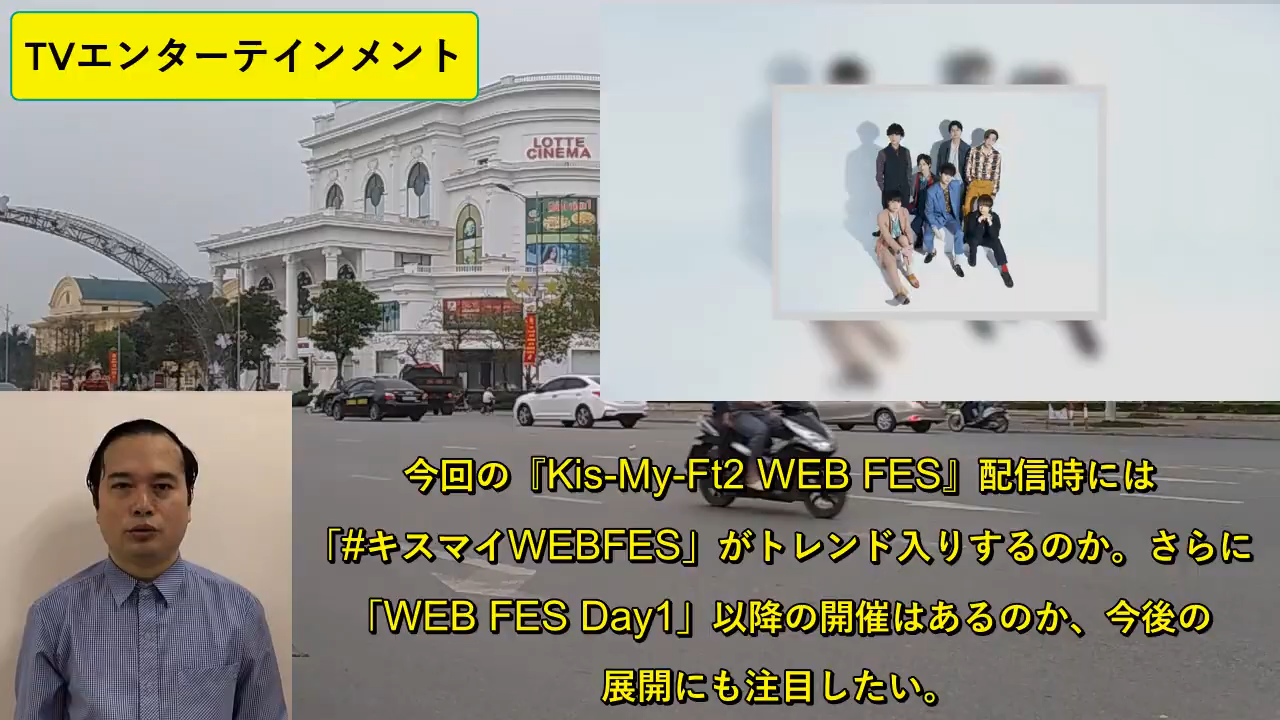 TVエンターテインメント
LOTTE
CINEMA
今回の『Kis-My-Ft2 WEB FES』配信時には
「#キスマイWEBFES」がトレンド入りするのか。さらに
「WEB FES Day1」以降の開催はあるのか、今後の
展開にも注目したい。